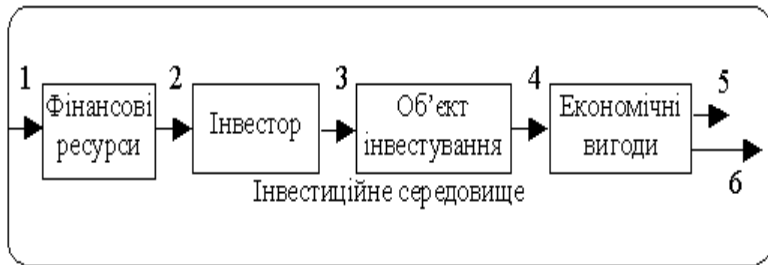 1
2
3
4
5
Фінансові
ресурси
Інвестор
Об’єкт
інвестування
Економічні
вигоди
6
Інвестиційне середовище